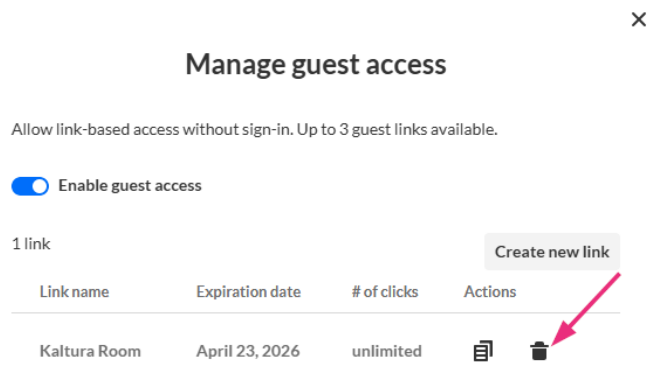 Manage guest access
Allow link-based access without sign-in. Up to 3 guest links available.
Enable guest access
1 link
Create new link
Link name Expiration date # of clicks Actions
Kaltura Room April 23, 2026 unlimited